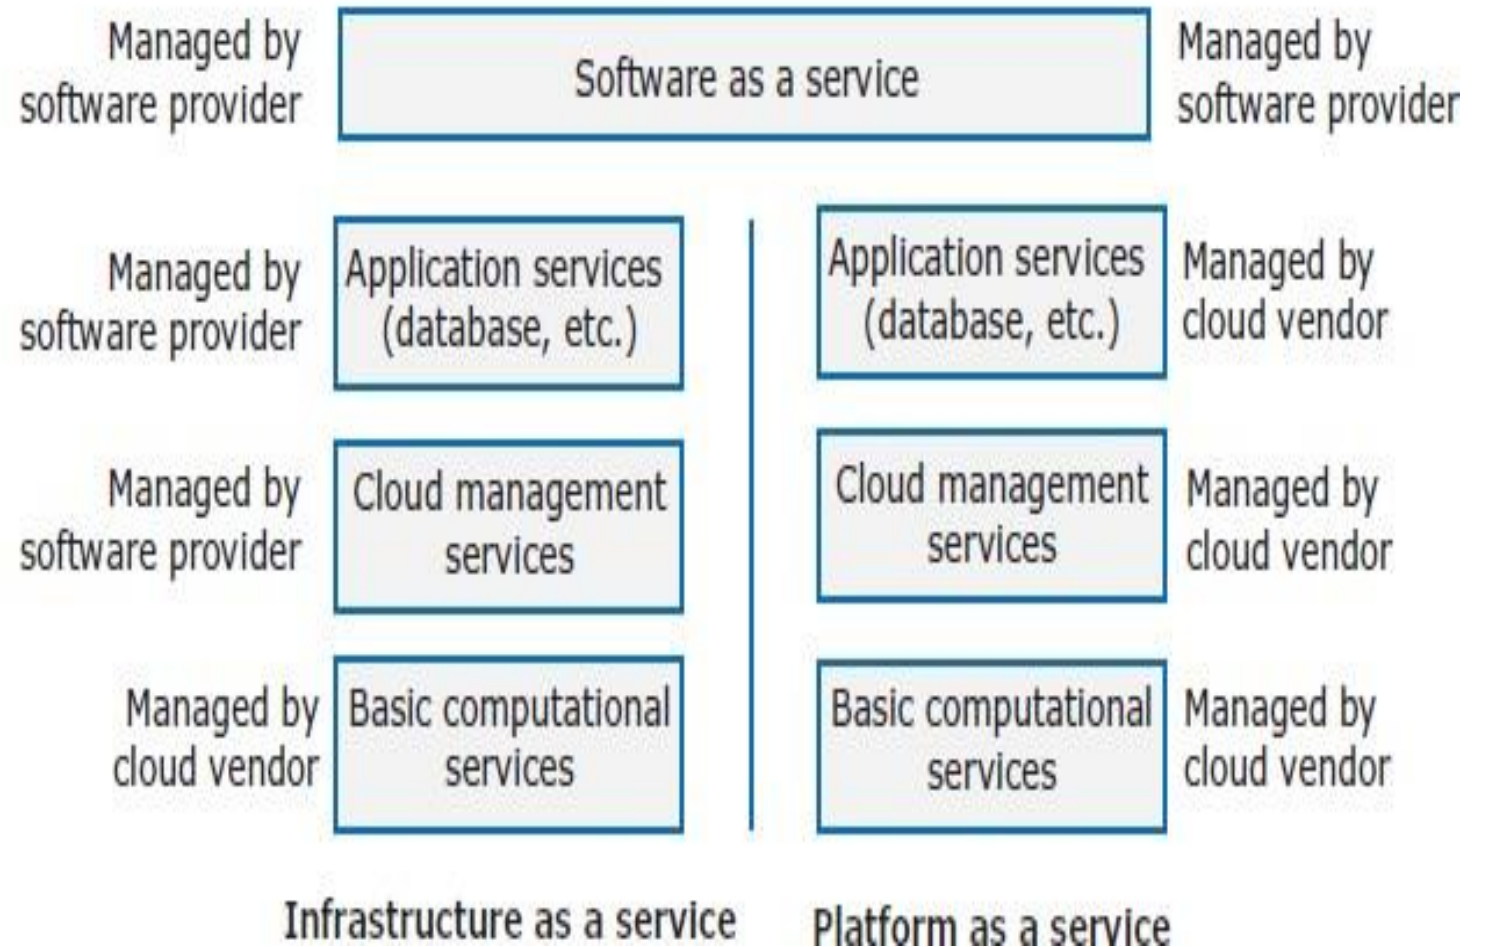 Managed by
software provider
Software as a service
Managed by
software provider
Managed by
software provider
Application services
(database, etc.)
Application services
(database, etc.)
Managed by
cloud vendor
Managed by
software provider
Cloud management
services
Cloud management
services
Managed by
cloud vendor
Managed by
cloud vendor
Basic computational
services
Basic computational
services
Managed by
cloud vendor
Infrastructure as a service
Platform as a service